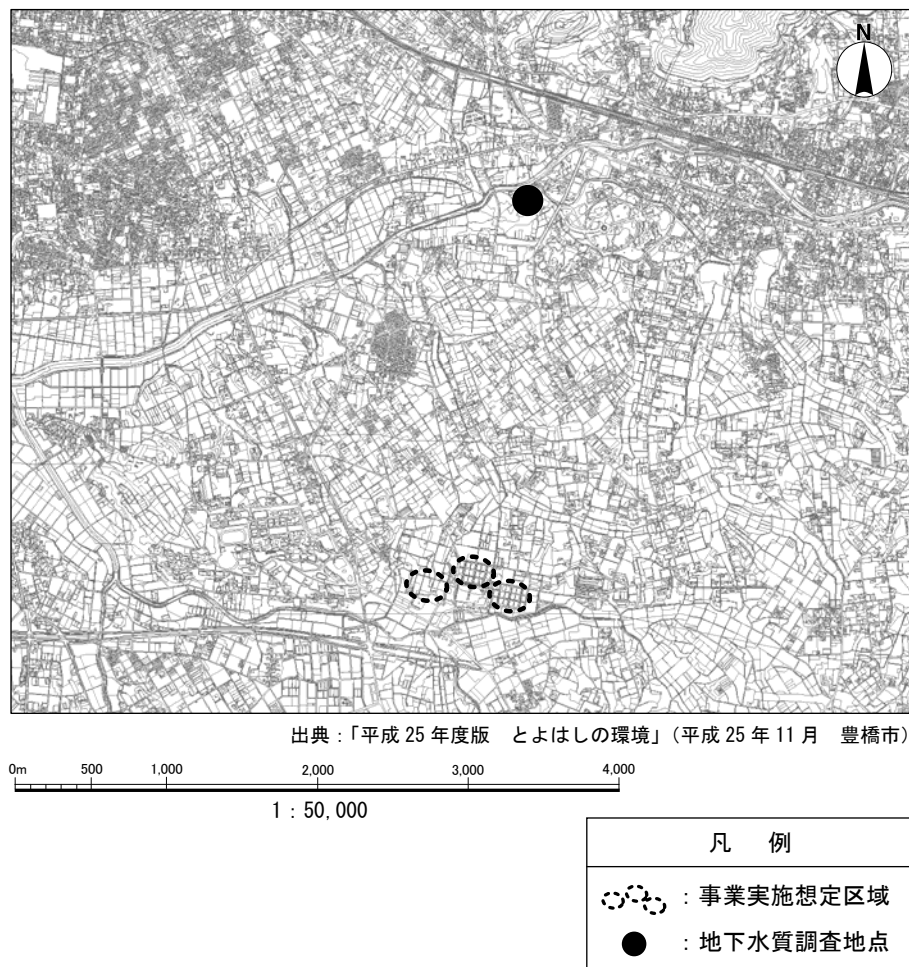 N
出典：「平成 25 年度版　とよはしの環境」（平成 25 年 11 月　豊橋市）
0m 500 1,000 2,000 3,000 4,000
1：50,000
凡　例
：事業実施想定区域
：地下水質調査地点